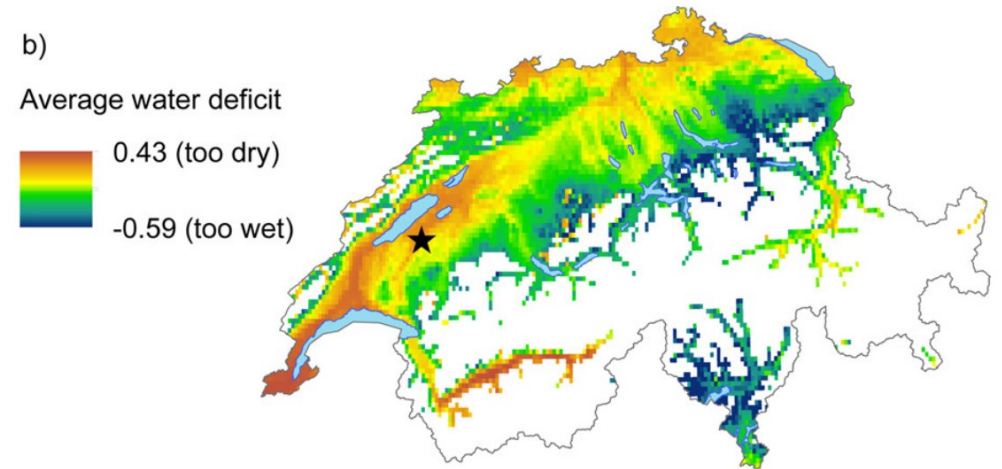 b)
Average water deficit
0.43 (too dry)
-0.59 (too wet)